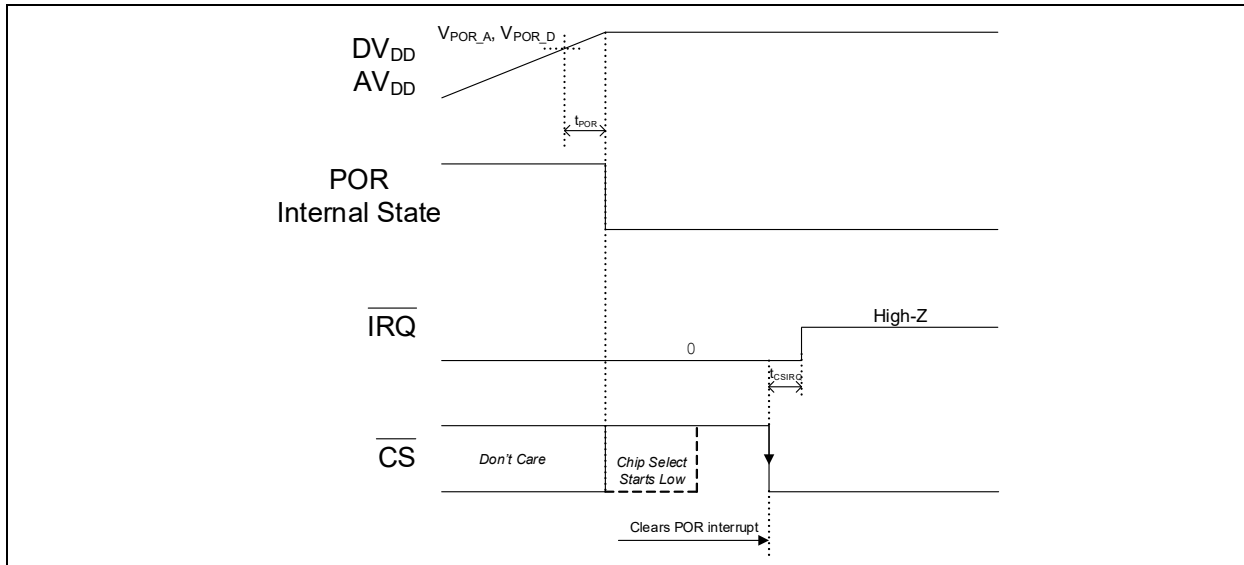 V_POR_A, V_POR_D
DV_DD
AV_DD
t_POR
POR
Internal State
IRQ
High-Z
0
t_CSIRQ
CS
Don't Care
Chip Select
Starts Low
Clears POR interrupt